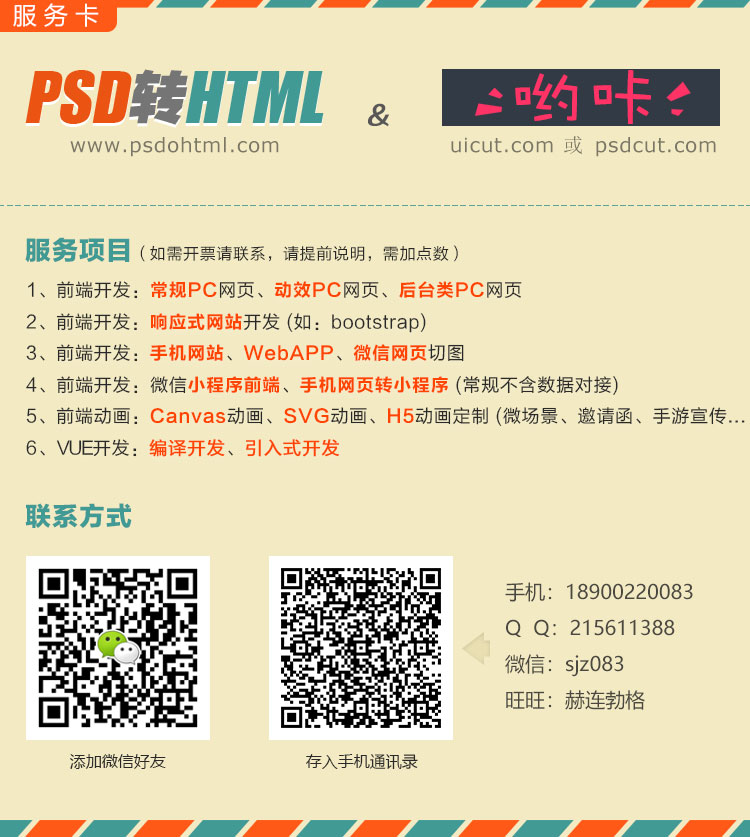 服务卡
PSD转HTML
&
哟咔
www.psdohtml.com
uicut.com 或 psdcut.com
服务项目（如需开票请联系，请提前说明，需加点数）
1、前端开发：常规PC网页、动效PC网页、后台类PC网页
2、前端开发：响应式网站开发 (如：bootstrap)
3、前端开发：手机网站、WebAPP、微信网页切图
4、前端开发：微信小程序前端、手机网页转小程序 (常规不含数据对接)
5、前端动画：Canvas动画、SVG动画、H5动画定制 (微场景、邀请函、手游宣传...
6、VUE开发：编译开发、引入式开发
联系方式
手机：18900220083
Q Q：215611388
微信：sjz083
旺旺：赫连勃格
添加微信好友
存入手机通讯录